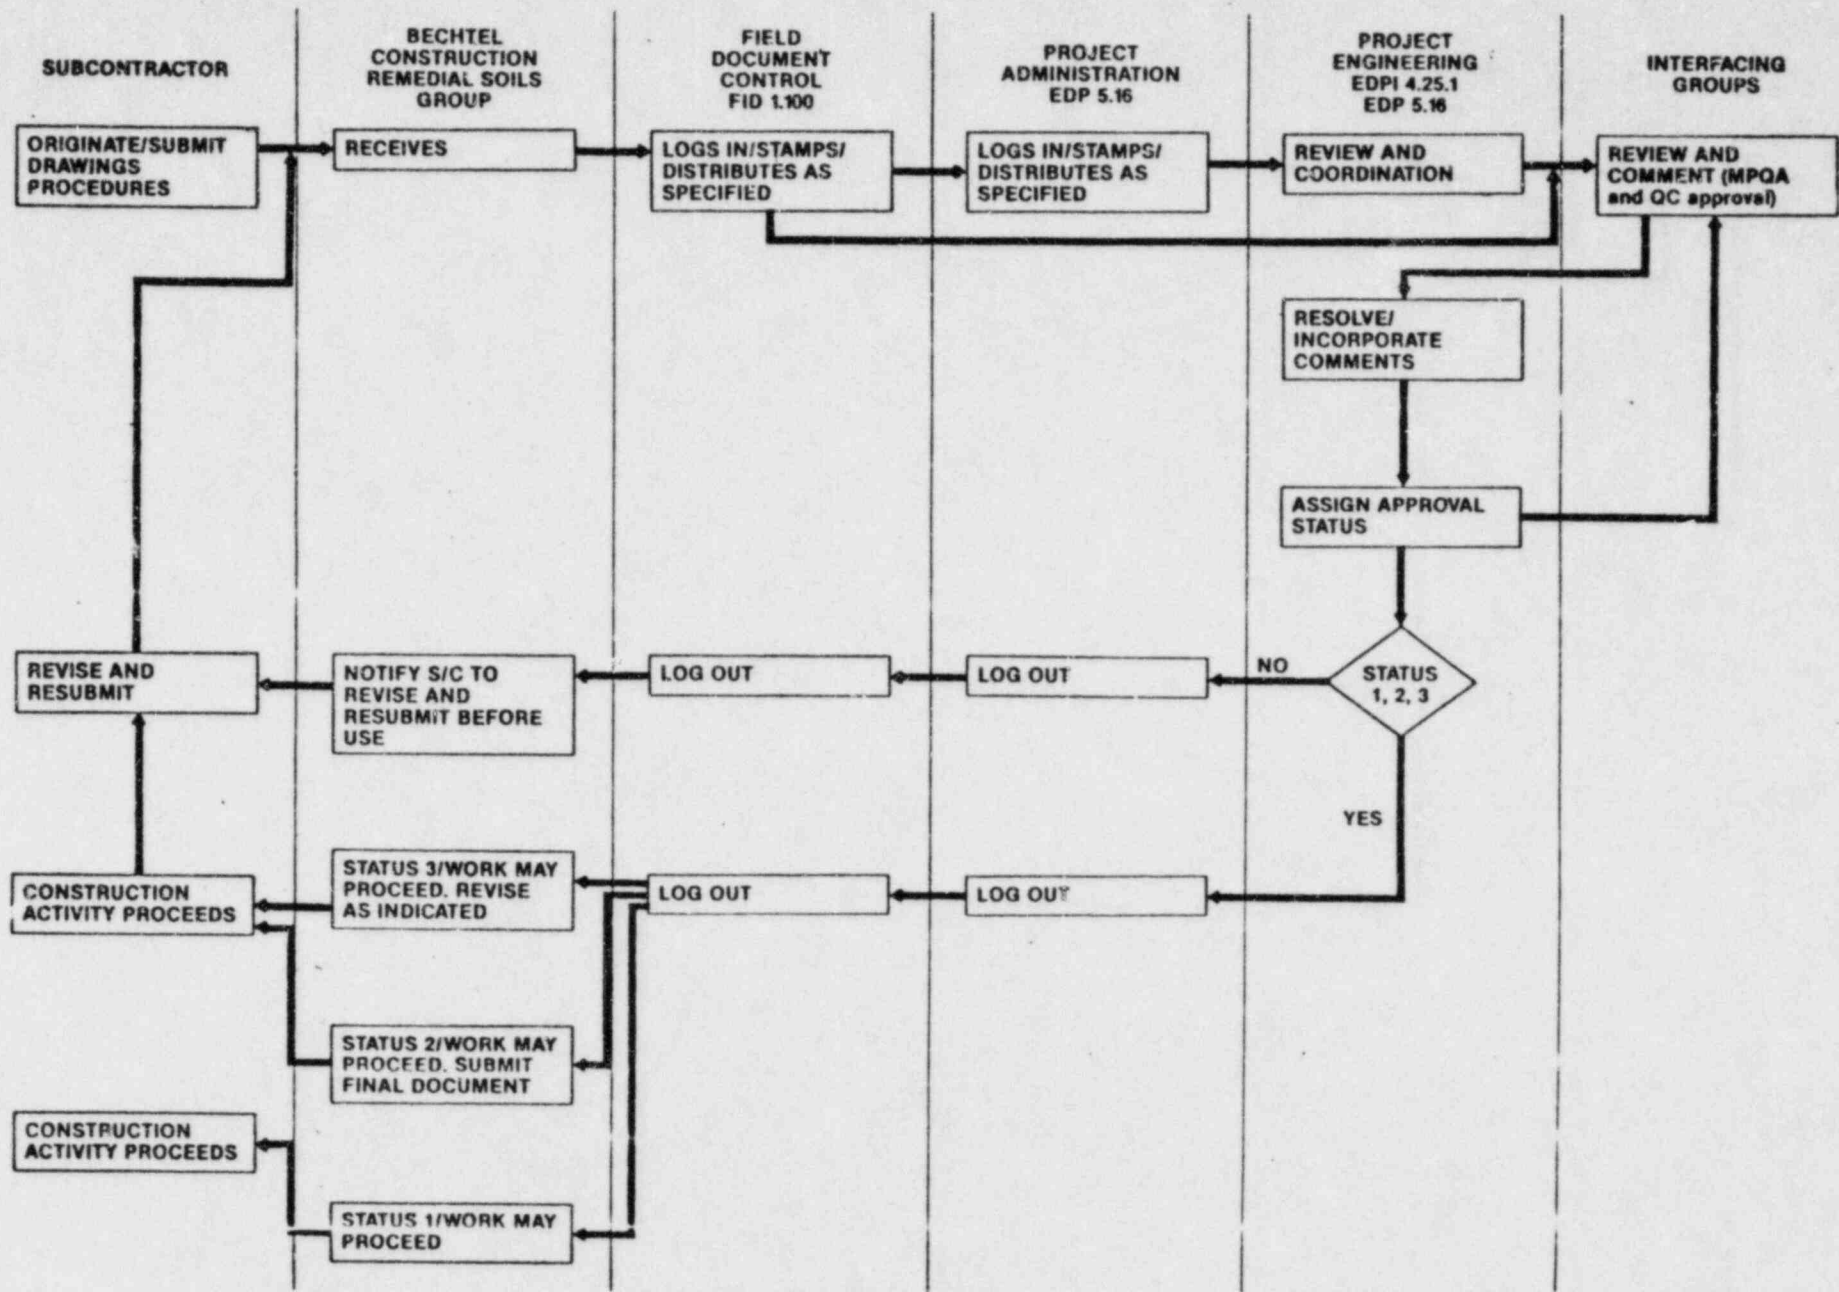 SUBCONTRACTOR
BECHTEL
CONSTRUCTION
REMEDIAL SOILS
GROUP
FIELD
DOCUMENT
CONTROL
FID 1.100
PROJECT
ADMINISTRATION
EDP 5.16
PROJECT
ENGINEERING
EDPI 4.25.1
EDP 5.16
INTERFACING
GROUPS
ORIGINATE/SUBMIT
DRAWINGS
PROCEDURES
RECEIVES
LOGS IN/STAMPS/
DISTRIBUTES AS
SPECIFIED
LOGS IN/STAMPS/
DISTRIBUTES AS
SPECIFIED
REVIEW AND
COORDINATION
REVIEW AND
COMMENT (MPQA
and QC approval)
RESOLVE/
INCORPORATE
COMMENTS
ASSIGN APPROVAL
STATUS
REVISE AND
RESUBMIT
NOTIFY S/C TO
REVISE AND
RESUBMIT BEFORE
USE
LOG OUT
LOG OUT
NO
STATUS
1, 2, 3
YES
CONSTRUCTION
ACTIVITY PROCEEDS
STATUS 3/WORK MAY
PROCEED. REVISE
AS INDICATED
LOG OUT
LOG OUT
STATUS 2/WORK MAY
PROCEED. SUBMIT
FINAL DOCUMENT
CONSTRUCTION
ACTIVITY PROCEEDS
STATUS 1/WORK MAY
PROCEED